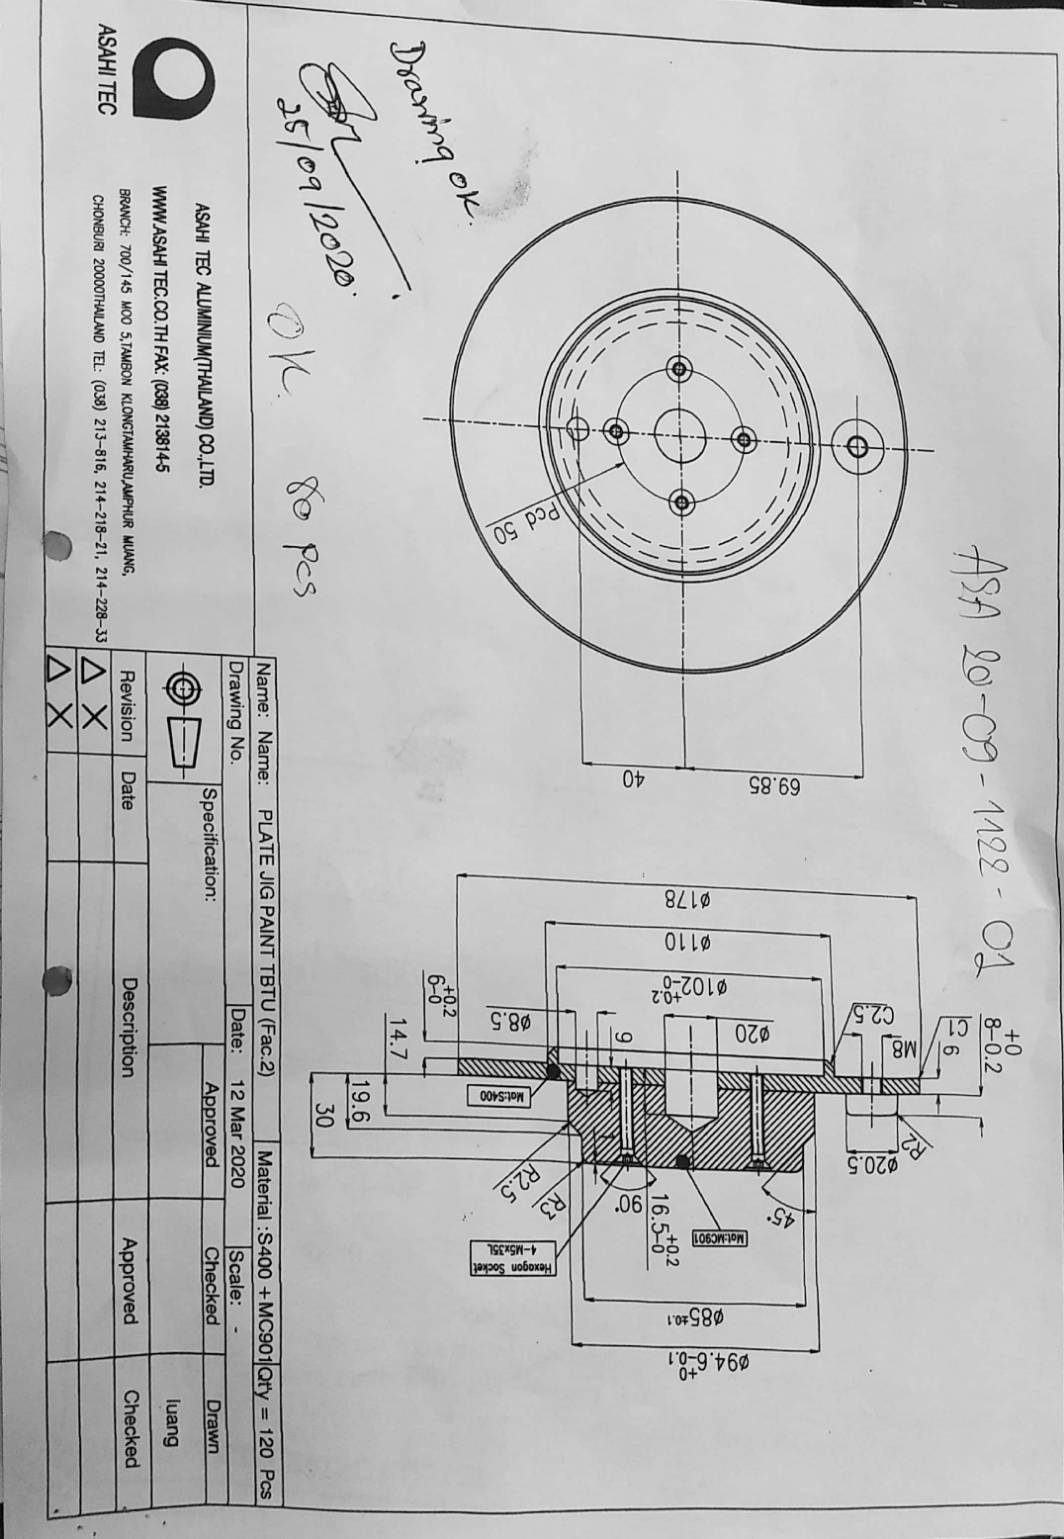 ASA 20-09-1122-01
+0
8-0.2
C1
6
M8
R2
Ø20.5
C2.5
69.85
40
Pcd 50
Ø178
Ø110
Ø102+0.2
-0
Ø20
45°
Mat:MC901
Ø85±0.1
Ø94.6+0
-0.1
16.5+0.2
-0
90°
9
Ø8.5
Mat:S400
R3
R2.5
Hexagon Socket
4-M5x35L
+0.2
6-0
14.7
19.6
30
Drawing ok.
25/09/2020.
OK. 80 pcs
Name: Name: PLATE JIG PAINT TBTU (Fac.2) Material :S400 +MC901 Qt'y = 120 Pcs
Drawing No. Date: 12 Mar 2020 Scale: -
Specification: Approved Checked Drawn
luang
Revision Date Description Approved Checked
ASAHI TEC ALUMINIUM(THAILAND) CO.,LTD.
WWW.ASAHI TEC.CO.TH FAX: (038) 213814-5
BRANCH: 700/145 MOO 5,TAMBON KLONGTAMHARU,AMPHUR MUANG,
CHONBURI 20000THAILAND TEL: (038) 213-816, 214-218-21, 214-228-33
ASAHI TEC